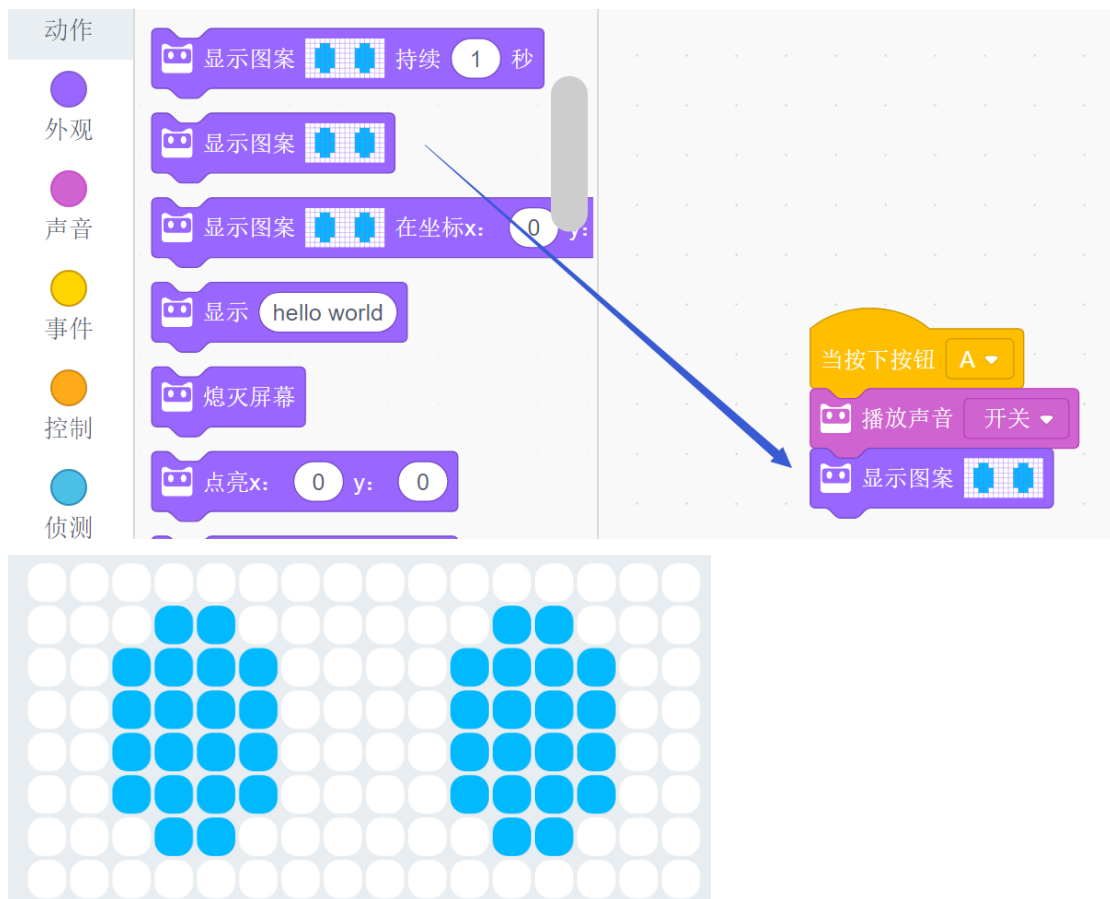 动作
外观
声音
事件
控制
侦测
显示图案 持续 1 秒
显示图案
显示图案 在坐标x: 0 y:
显示 hello world
熄灭屏幕
点亮x: 0 y: 0
当按下按钮 A
播放声音 开关
显示图案